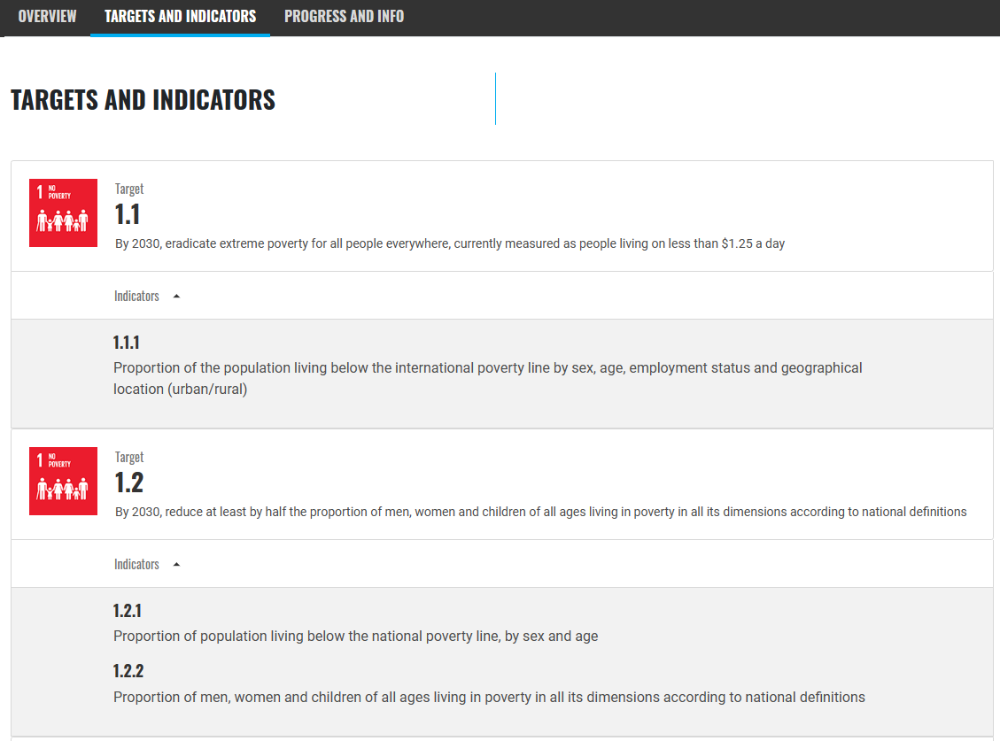 OVERVIEW TARGETS AND INDICATORS PROGRESS AND INFO
TARGETS AND INDICATORS
1 NO
POVERTY
Target
1.1
By 2030, eradicate extreme poverty for all people everywhere, currently measured as people living on less than $1.25 a day
Indicators
1.1.1
Proportion of the population living below the international poverty line by sex, age, employment status and geographical
location (urban/rural)
1 NO
POVERTY
Target
1.2
By 2030, reduce at least by half the proportion of men, women and children of all ages living in poverty in all its dimensions according to national definitions
Indicators
1.2.1
Proportion of population living below the national poverty line, by sex and age
1.2.2
Proportion of men, women and children of all ages living in poverty in all its dimensions according to national definitions